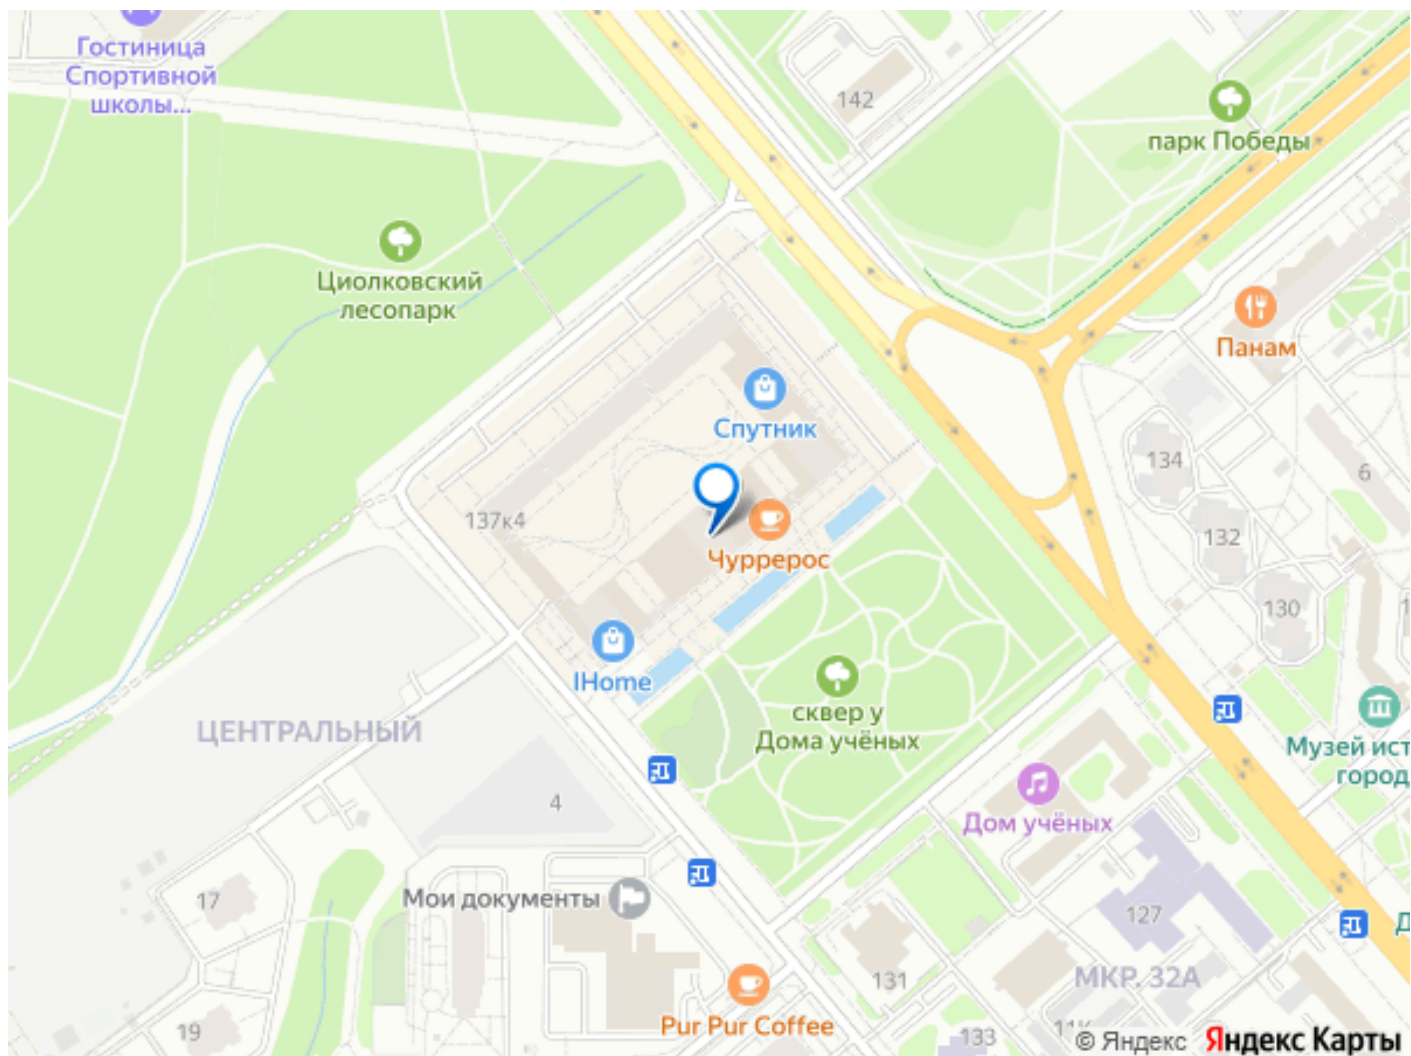 Гостиница
Спортивной
школы...
142
парк Победы
Циолковский
лесопарк
Панам
Спутник
134
6
137к4
132
Чуррерос
130
1
IHome
сквер у
Дома учёных
ЦЕНТРАЛЬНЫЙ
Музей ист
город
4
Дом учёных
Мои документы
17
127
Д
131
МКР. 32А
19
Pur Pur Coffee
133
© Яндекс Яндекс Карты